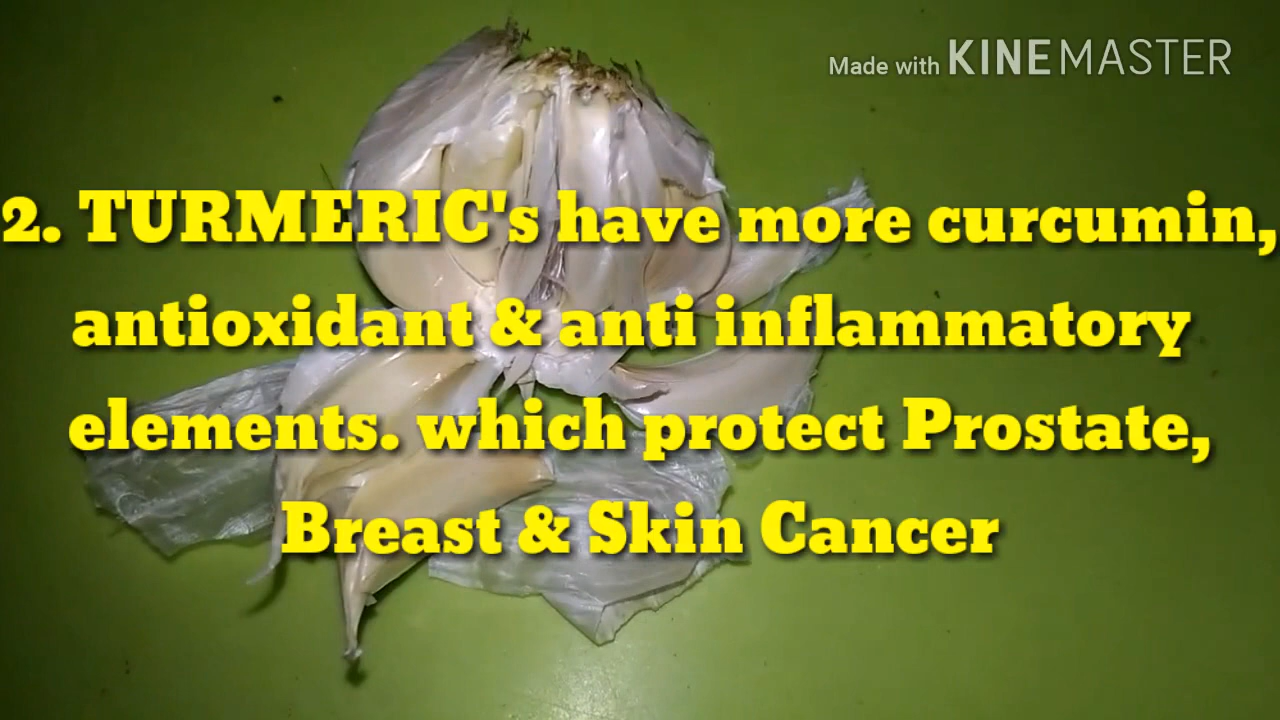 Made with KINEMASTER
2. TURMERIC's have more curcumin,
antioxidant & anti inflammatory
elements. which protect Prostate,
Breast & Skin Cancer